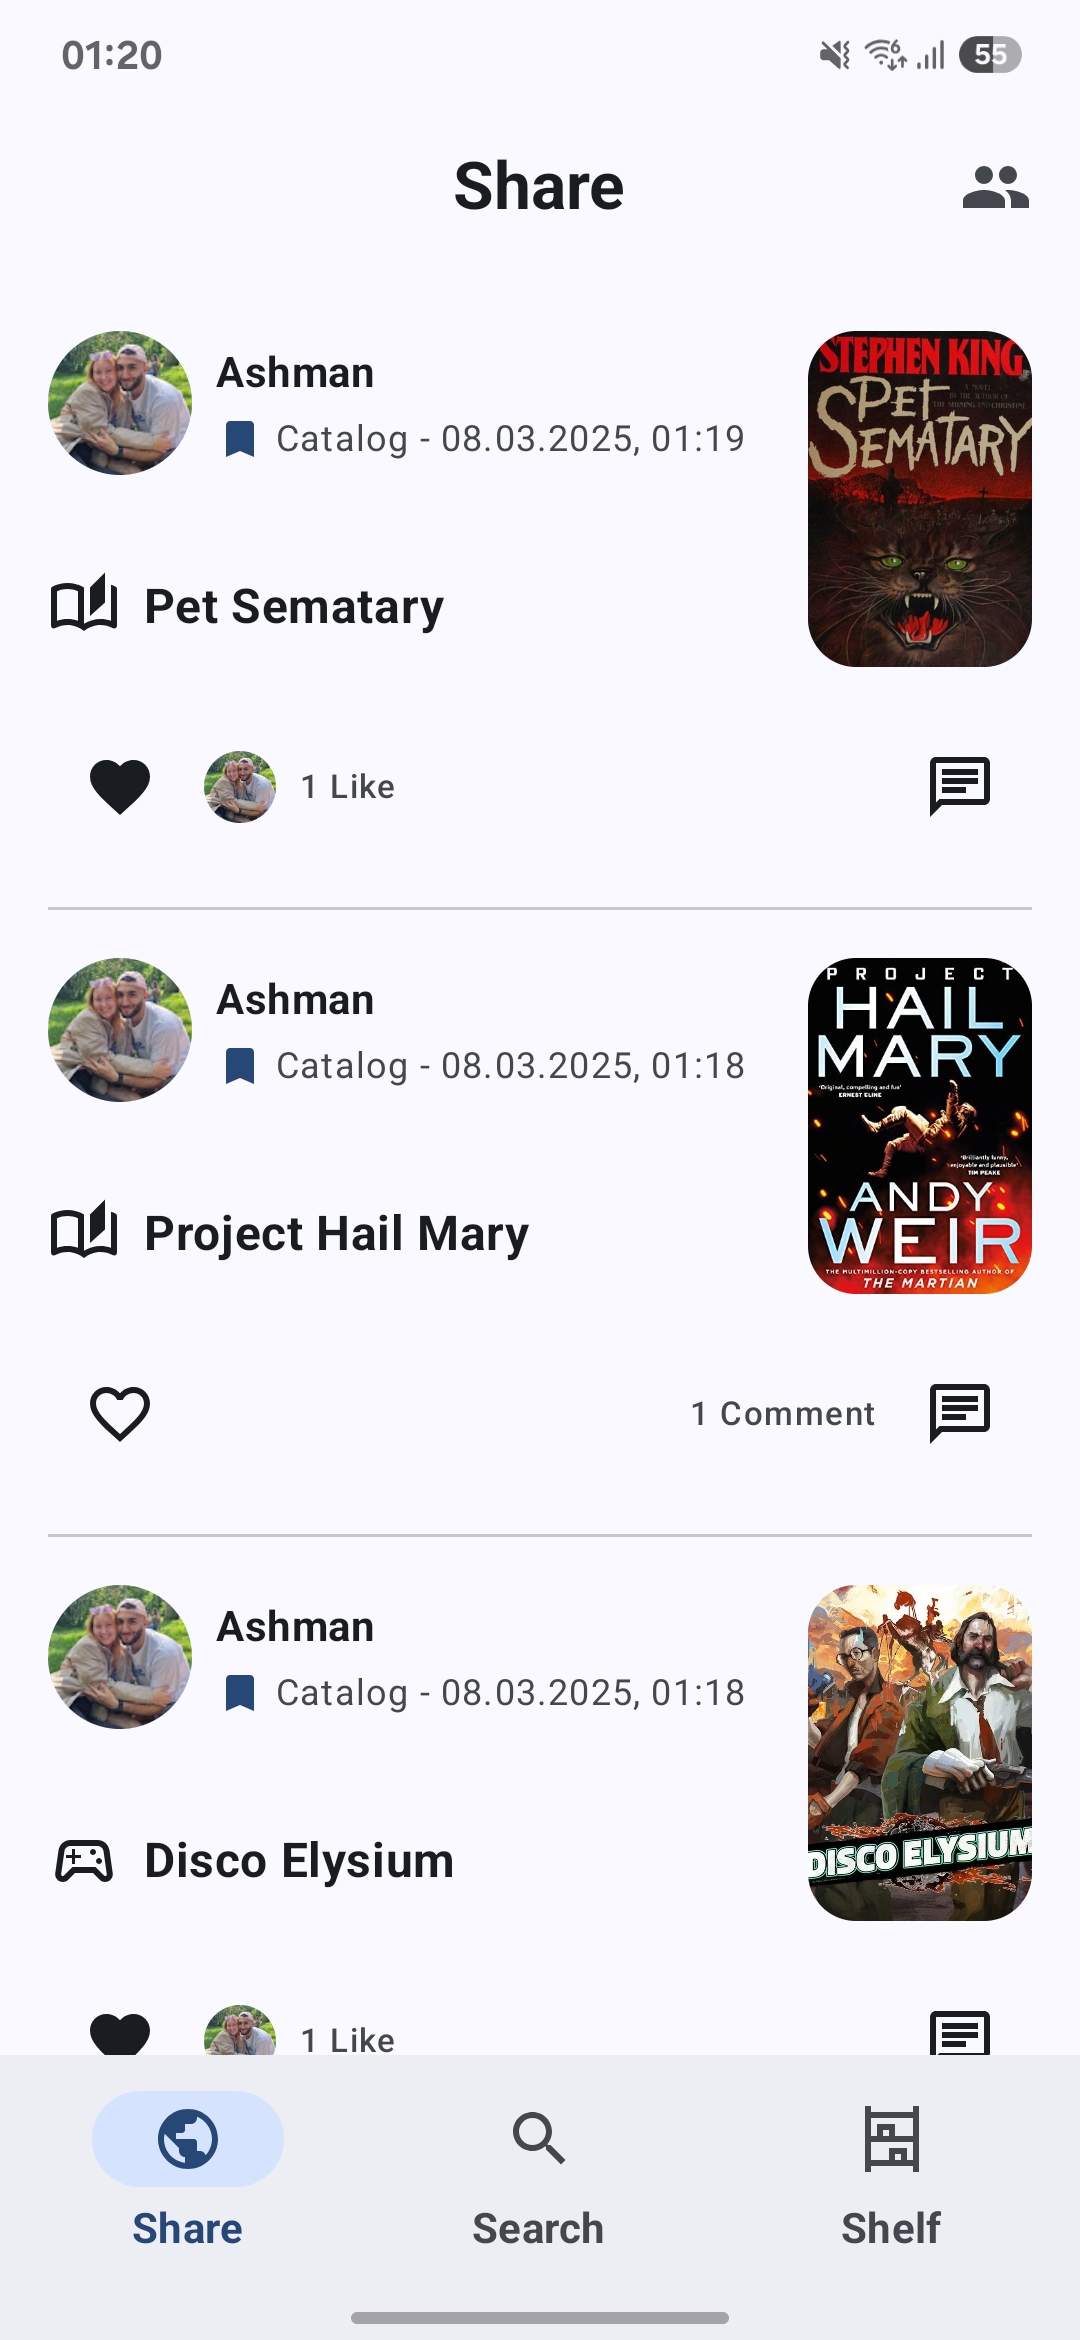 01:20
55
Share
Ashman
Catalog - 08.03.2025, 01:19
STEPHEN KING
PET
A NOVEL
BY THE AUTHOR OF
THE SHINING AND CHRISTINE
SEMATARY
Pet Sematary
1 Like
Ashman
Catalog - 08.03.2025, 01:18
PROJECT
HAIL
MARY
'Original, compelling and fun'
ERNEST CLINE
'Brilliantly funny,
enjoyable and plausible'
TIM PEAKE
ANDY
WEIR
THE MULTIMILLION-COPY BESTSELLING AUTHOR OF
THE MARTIAN
Project Hail Mary
1 Comment
Ashman
Catalog - 08.03.2025, 01:18
DISCO ELYSIUM
Disco Elysium
1 Like
Share
Search
Shelf